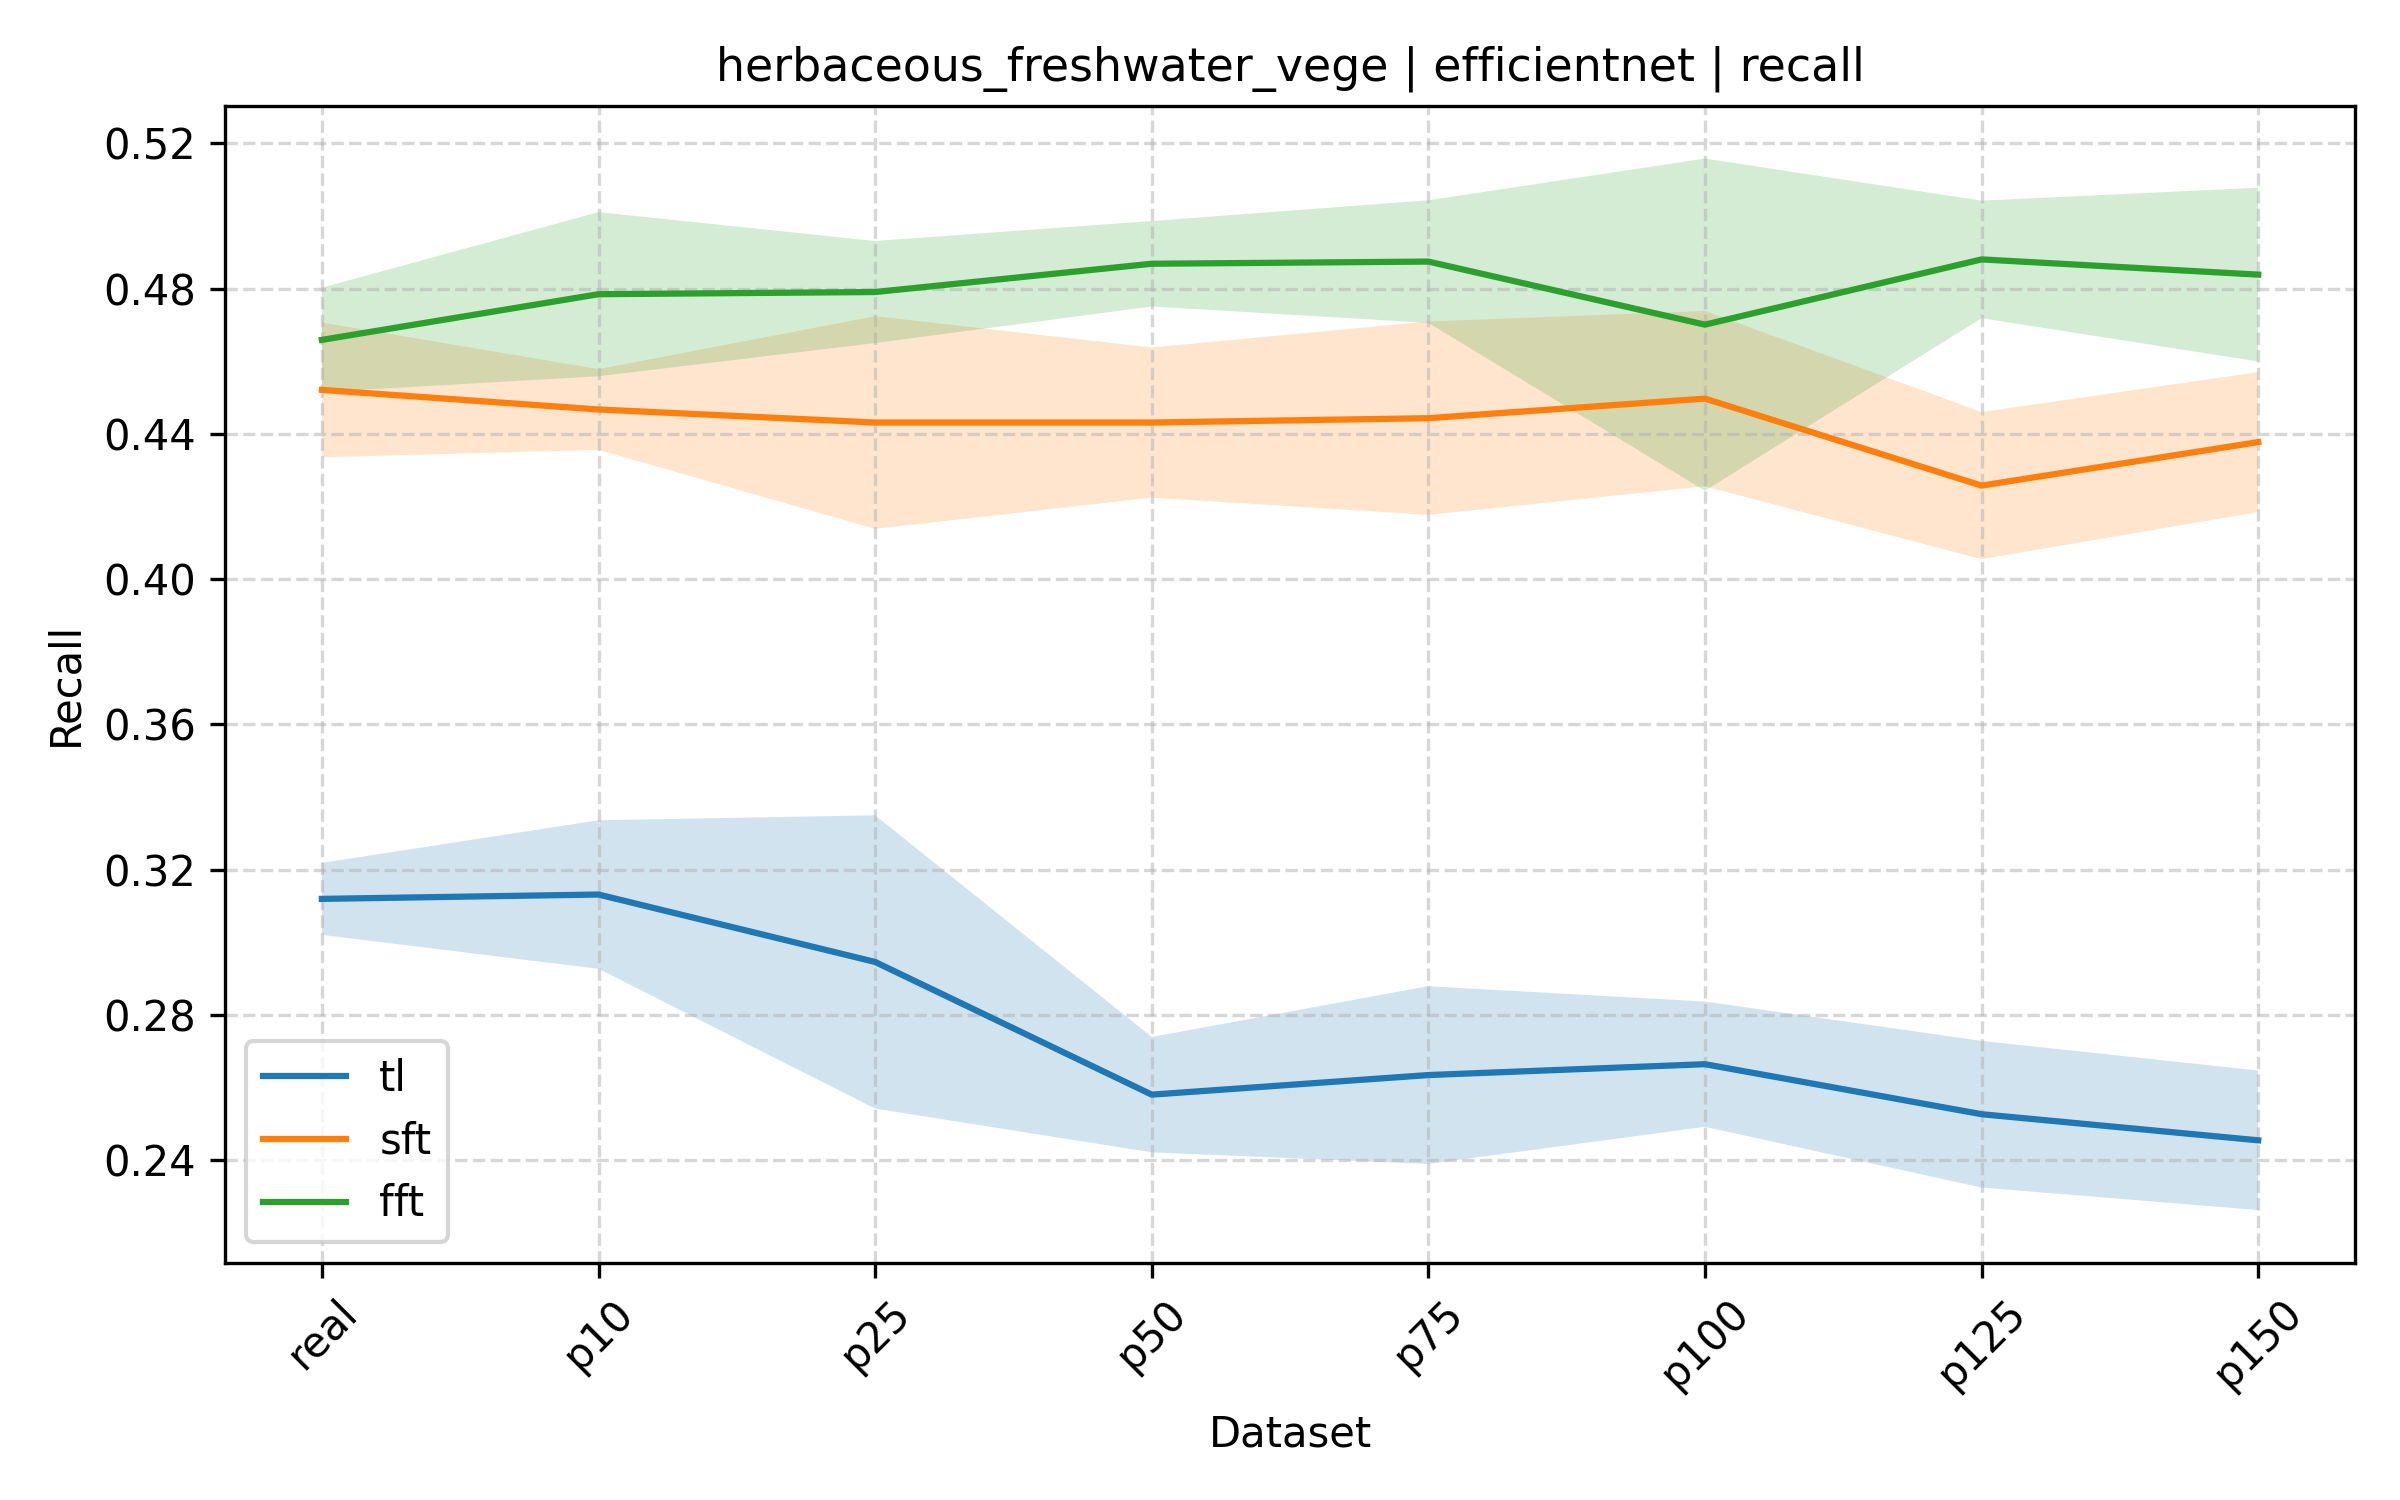 herbaceous_freshwater_vege | efficientnet | recall
0.52
0.48
0.44
0.40
0.36
0.32
0.28
0.24
Recall
tl
sft
fft
real
p10
p25
p50
p75
p100
p125
p150
Dataset